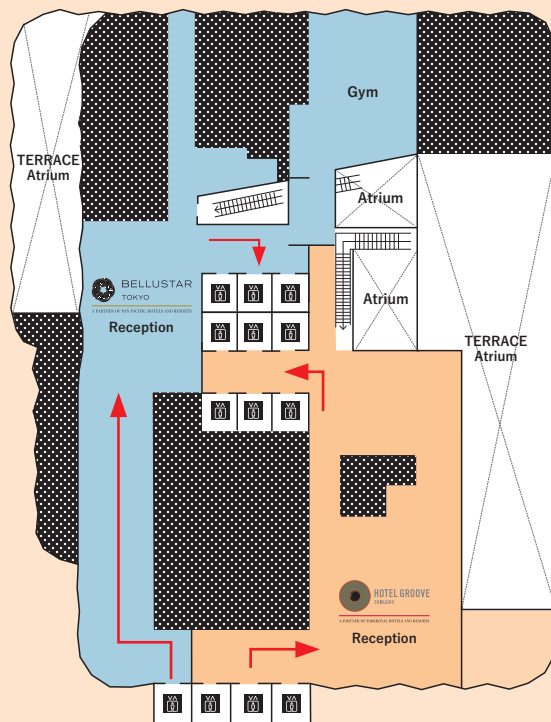 Gym
TERRACE
Atrium
Atrium
BELLUSTAR
TOKYO
A PARTNER OF PAN PACIFIC HOTELS AND RESORTS
Reception
Atrium
TERRACE
Atrium
HOTEL GROOVE
SHINJUKU
A PARTNER OF PARKROYAL HOTELS AND RESORTS
Reception